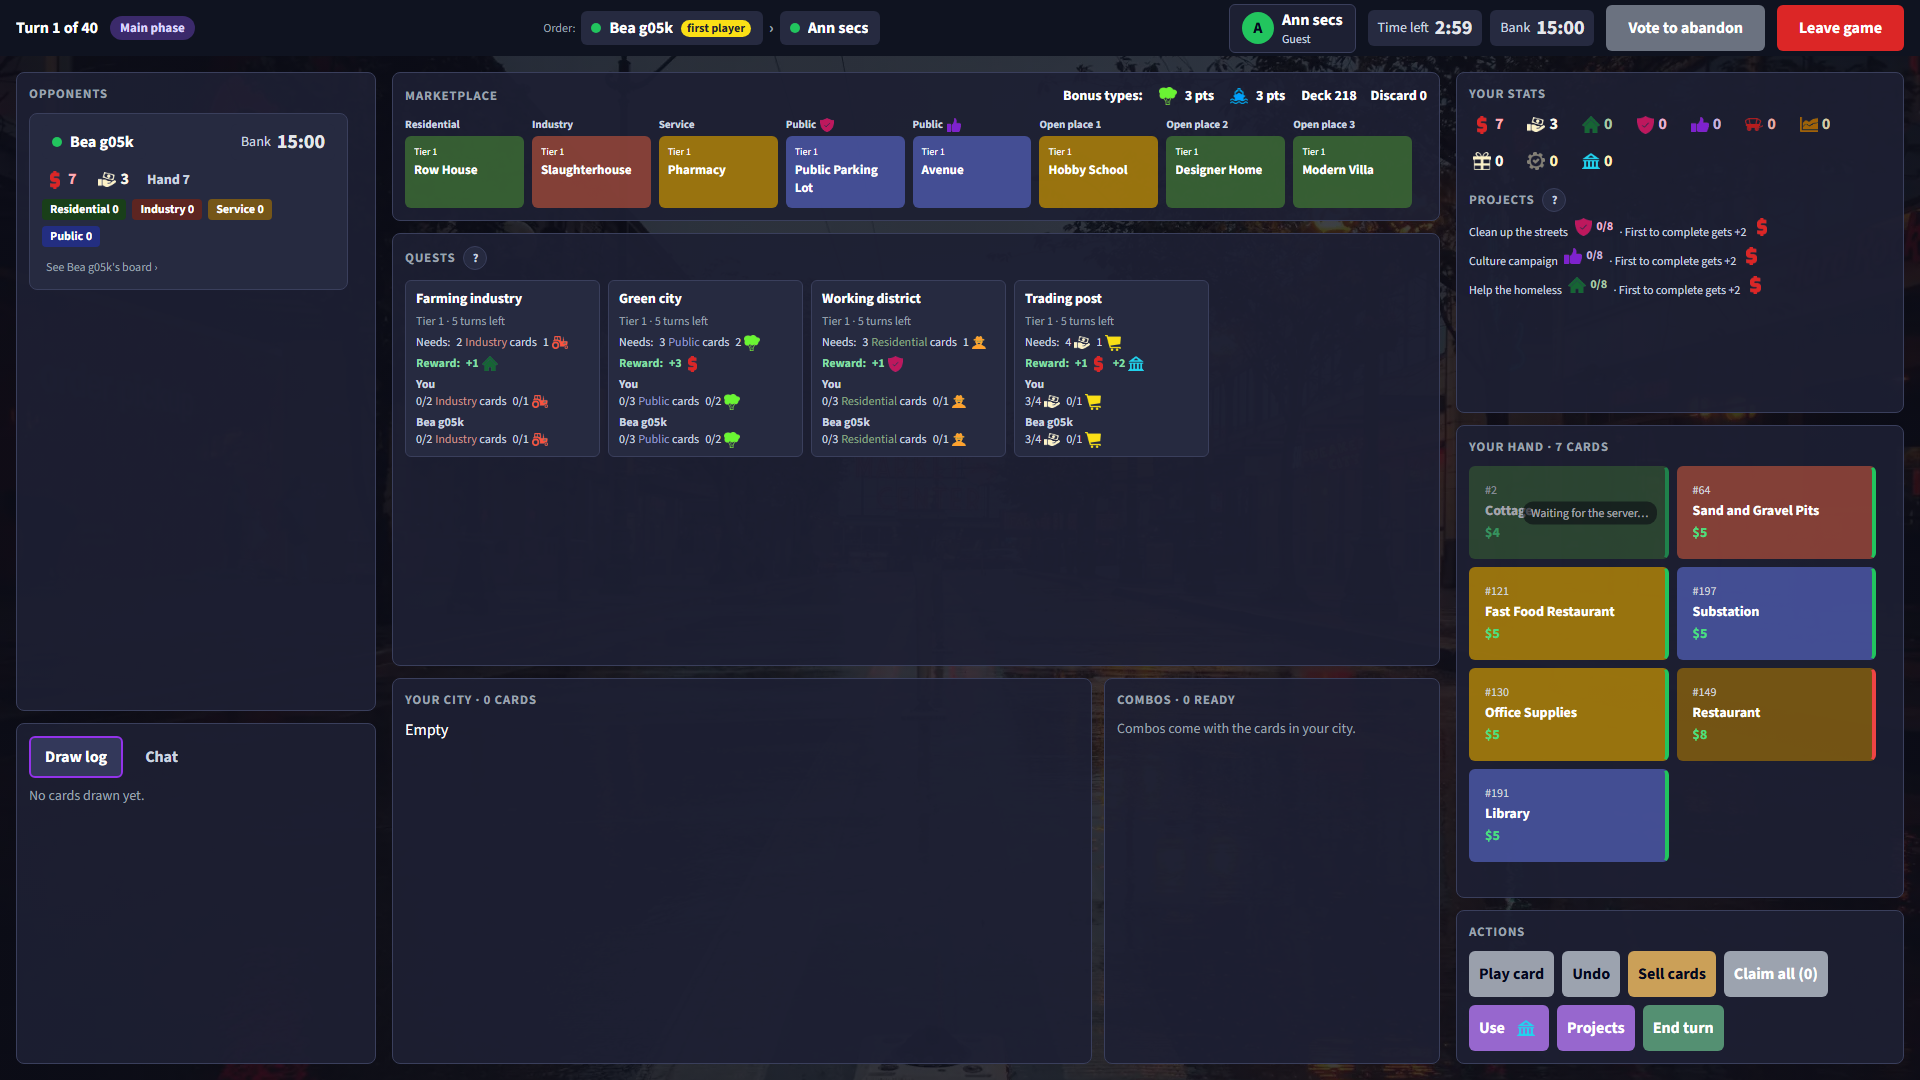 Turn 1 of 40 Main phase
Order: Bea g05k first player › Ann secs
A Ann secs
Guest
Time left 2:59
Bank 15:00
Vote to abandon
Leave game
OPPONENTS
Bea g05k Bank 15:00
7 3 Hand 7
Residential 0 Industry 0 Service 0
Public 0
See Bea g05k's board ›
Draw log Chat
No cards drawn yet.
MARKETPLACE
Bonus types: 3 pts 3 pts Deck 218 Discard 0
Residential Industry Service Public Public Open place 1 Open place 2 Open place 3
Tier 1
Row House
Tier 1
Slaughterhouse
Tier 1
Pharmacy
Tier 1
Public Parking
Lot
Tier 1
Avenue
Tier 1
Hobby School
Tier 1
Designer Home
Tier 1
Modern Villa
QUESTS ?
Farming industry
Tier 1 · 5 turns left
Needs: 2 Industry cards 1
Reward: +1
You
0/2 Industry cards 0/1
Bea g05k
0/2 Industry cards 0/1
Green city
Tier 1 · 5 turns left
Needs: 3 Public cards 2
Reward: +3
You
0/3 Public cards 0/2
Bea g05k
0/3 Public cards 0/2
Working district
Tier 1 · 5 turns left
Needs: 3 Residential cards 1
Reward: +1
You
0/3 Residential cards 0/1
Bea g05k
0/3 Residential cards 0/1
Trading post
Tier 1 · 5 turns left
Needs: 4 1
Reward: +1 +2
You
3/4 0/1
Bea g05k
3/4 0/1
YOUR CITY · 0 CARDS
Empty
COMBOS · 0 READY
Combos come with the cards in your city.
YOUR STATS
7 3 0 0 0 0 0
0 0 0
PROJECTS ?
Clean up the streets 0/8 · First to complete gets +2
Culture campaign 0/8 · First to complete gets +2
Help the homeless 0/8 · First to complete gets +2
YOUR HAND · 7 CARDS
#2
Cottage
Waiting for the server…
$4
#64
Sand and Gravel Pits
$5
#121
Fast Food Restaurant
$5
#197
Substation
$5
#130
Office Supplies
$5
#149
Restaurant
$8
#191
Library
$5
ACTIONS
Play card Undo Sell cards Claim all (0)
Use Projects End turn